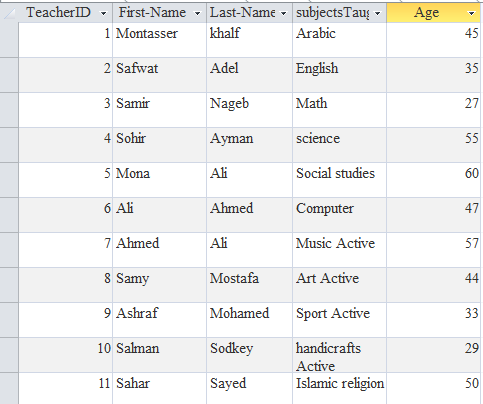 TeacherID First-Name Last-Name subjectsTaug Age
1 Montasser khalf Arabic 45
2 Safwat Adel English 35
3 Samir Nageb Math 27
4 Sohir Ayman science 55
5 Mona Ali Social studies 60
6 Ali Ahmed Computer 47
7 Ahmed Ali Music Active 57
8 Samy Mostafa Art Active 44
9 Ashraf Mohamed Sport Active 33
10 Salman Sodkey handicrafts 29
Active
11 Sahar Sayed Islamic religion 50